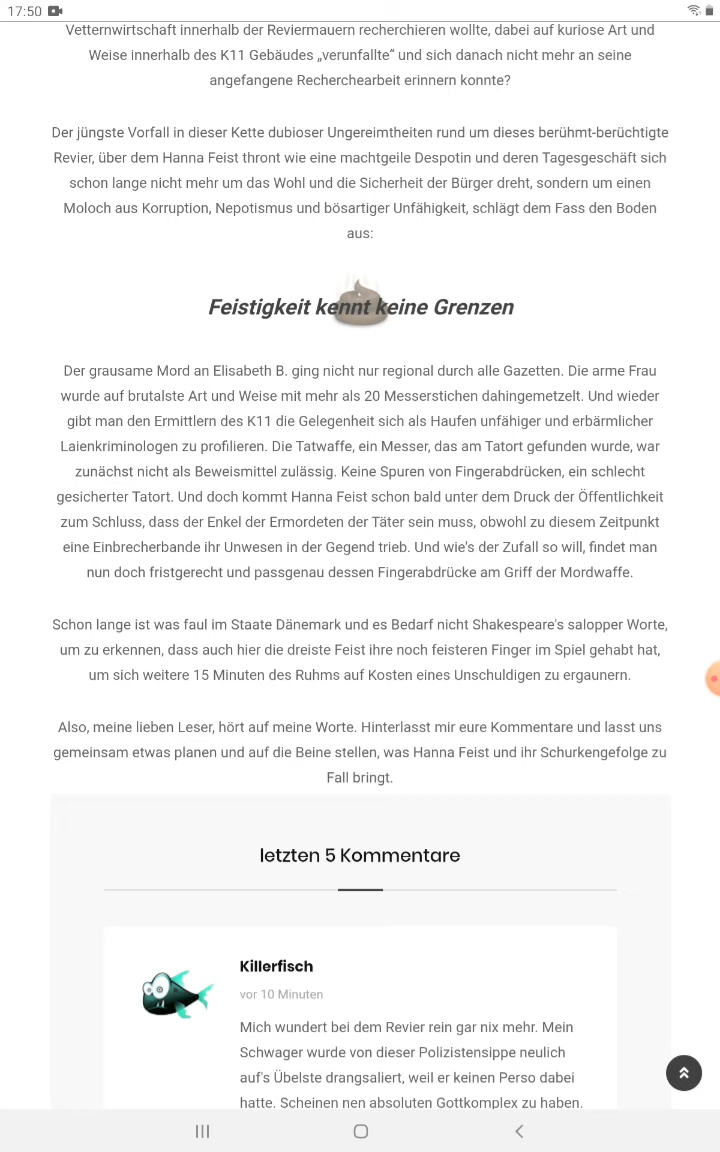 17:50
Vetternwirtschaft innerhalb der Reviermauern recherchieren wollte, dabei auf kuriose Art und
Weise innerhalb des K11 Gebäudes „verunfallte“ und sich danach nicht mehr an seine
angefangene Recherchearbeit erinnern konnte?
Der jüngste Vorfall in dieser Kette dubioser Ungereimtheiten rund um dieses berühmt-berüchtigte
Revier, über dem Hanna Feist thront wie eine machtgeile Despotin und deren Tagesgeschäft sich
schon lange nicht mehr um das Wohl und die Sicherheit der Bürger dreht, sondern um einen
Moloch aus Korruption, Nepotismus und bösartiger Unfähigkeit, schlägt dem Fass den Boden
aus:
Feistigkeit kennt keine Grenzen
Der grausame Mord an Elisabeth B. ging nicht nur regional durch alle Gazetten. Die arme Frau
wurde auf brutalste Art und Weise mit mehr als 20 Messerstichen dahingemetzelt. Und wieder
gibt man den Ermittlern des K11 die Gelegenheit sich als Haufen unfähiger und erbärmlicher
Laienkriminologen zu profilieren. Die Tatwaffe, ein Messer, das am Tatort gefunden wurde, war
zunächst nicht als Beweismittel zulässig. Keine Spuren von Fingerabdrücken, ein schlecht
gesicherter Tatort. Und doch kommt Hanna Feist schon bald unter dem Druck der Öffentlichkeit
zum Schluss, dass der Enkel der Ermordeten der Täter sein muss, obwohl zu diesem Zeitpunkt
eine Einbrecherbande ihr Unwesen in der Gegend trieb. Und wie's der Zufall so will, findet man
nun doch fristgerecht und passgenau dessen Fingerabdrücke am Griff der Mordwaffe.
Schon lange ist was faul im Staate Dänemark und es Bedarf nicht Shakespeare's salopper Worte,
um zu erkennen, dass auch hier die dreiste Feist ihre noch feisteren Finger im Spiel gehabt hat,
um sich weitere 15 Minuten des Ruhms auf Kosten eines Unschuldigen zu ergaunern.
Also, meine lieben Leser, hört auf meine Worte. Hinterlasst mir eure Kommentare und lasst uns
gemeinsam etwas planen und auf die Beine stellen, was Hanna Feist und ihr Schurkengefolge zu
Fall bringt.
letzten 5 Kommentare
Killerfisch
vor 10 Minuten
Mich wundert bei dem Revier rein gar nix mehr. Mein
Schwager wurde von dieser Polizistensippe neulich
auf's Übelste drangsaliert, weil er keinen Perso dabei
hatte. Scheinen nen absoluten Gottkomplex zu haben.